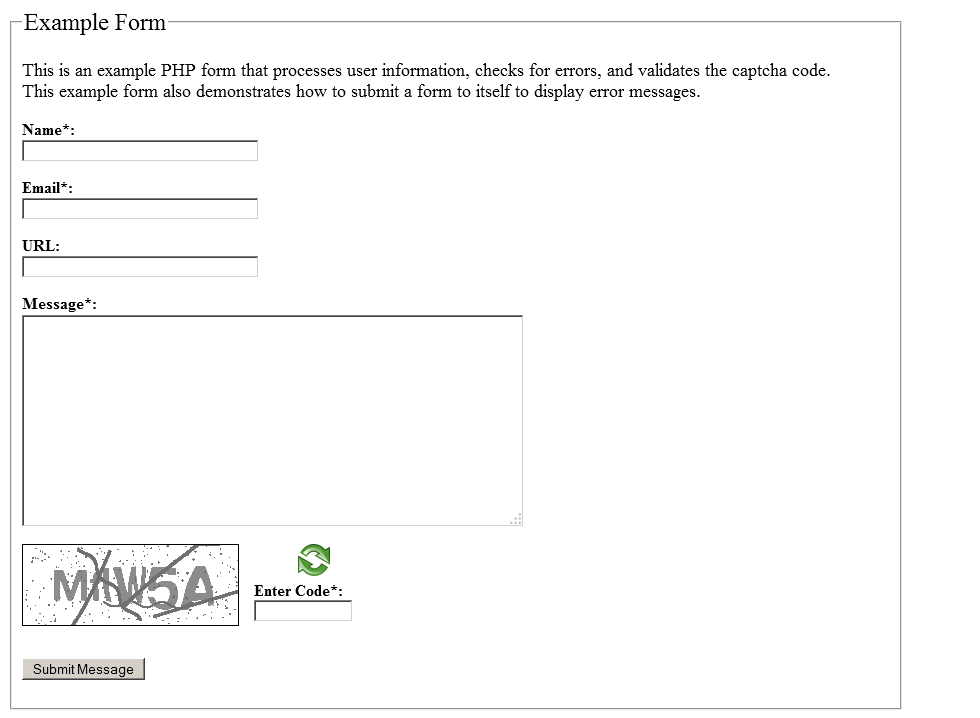 Example Form
This is an example PHP form that processes user information, checks for errors, and validates the captcha code.
This example form also demonstrates how to submit a form to itself to display error messages.
Name*:
Email*:
URL:
Message*:
Enter Code*:
Submit Message